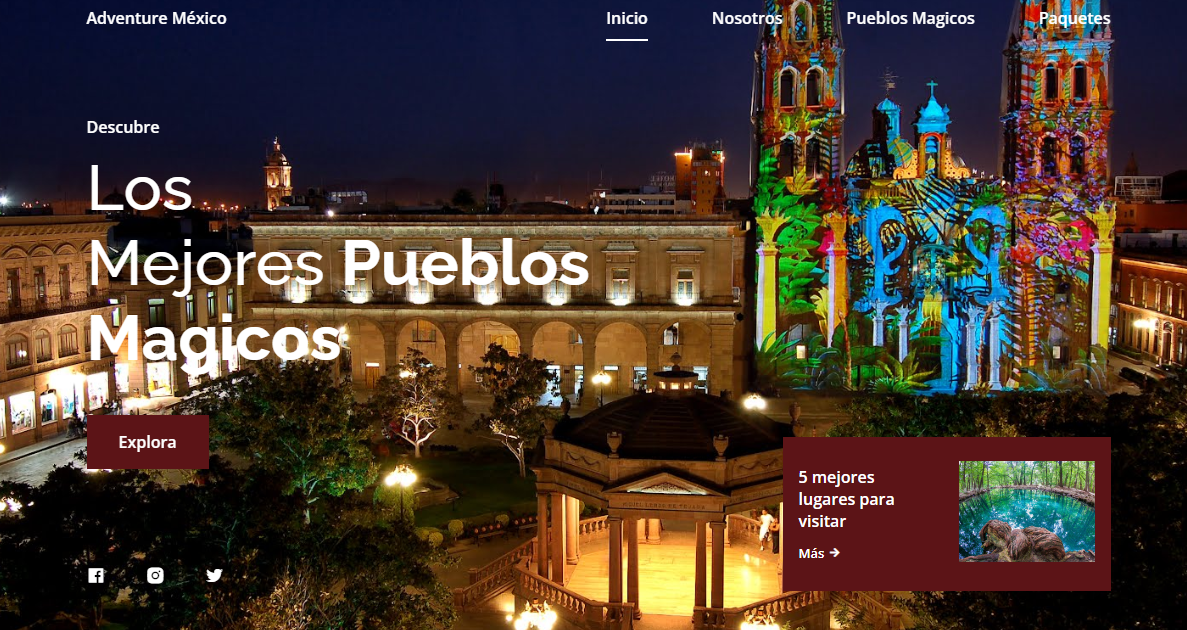 Adventure México
Inicio
Nosotros
Pueblos Magicos
Paquetes
Descubre
Los
Mejores Pueblos
Magicos
Explora
5 mejores
lugares para
visitar
Más →